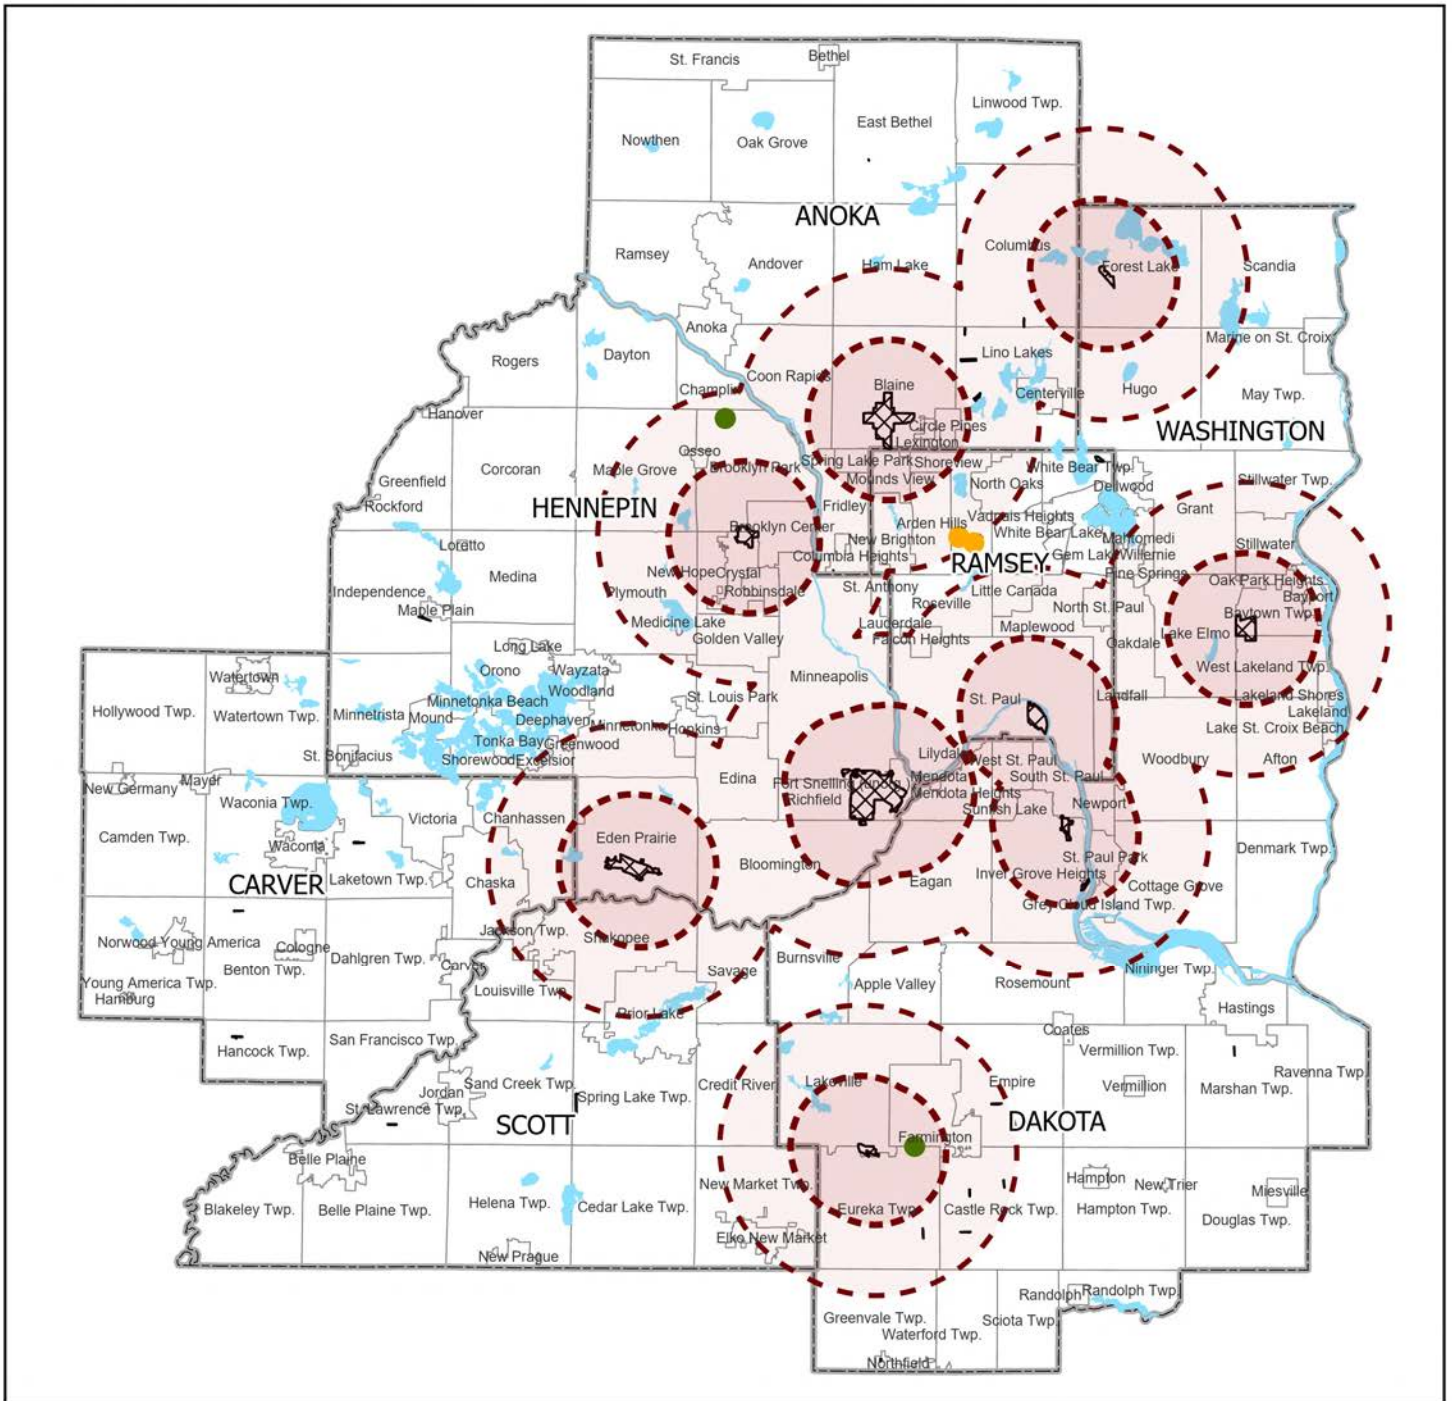 St. Francis
Bethel
Linwood Twp.
East Bethel
Nowthen
Oak Grove
ANOKA
Ramsey
Andover
Ham Lake
Columbus
Forest Lake
Scandia
Anoka
Rogers
Dayton
Lino Lakes
Marine on St. Croix
Champlin
Coon Rapids
Blaine
Centerville
Hugo
May Twp.
Hanover
Circle Pines
Lexington
WASHINGTON
Osseo
Maple Grove
Brooklyn Park
Spring Lake Park
Shoreview
White Bear Twp.
Corcoran
Greenfield
Mounds View
North Oaks
Dellwood
Stillwater Twp.
Rockford
HENNEPIN
Fridley
Grant
Brooklyn Center
Arden Hills
Vadnais Heights
White Bear Lake
New Brighton
Mahtomedi
Stillwater
Loretto
Columbia Heights
Gem Lake
Willernie
RAMSEY
Medina
New Hope
Crystal
Pine Springs
Oak Park Heights
Independence
Plymouth
Robbinsdale
St. Anthony
Little Canada
Bayport
Maple Plain
Roseville
North St. Paul
Baytown Twp.
Medicine Lake
Lauderdale
Maplewood
Lake Elmo
Golden Valley
Falcon Heights
Oakdale
Long Lake
Orono
Wayzata
Minneapolis
West Lakeland Twp.
Watertown
Woodland
St. Louis Park
St. Paul
Landfall
Lakeland Shores
Hollywood Twp.
Watertown Twp.
Minnetrista
Mound
Minnetonka Beach
Deephaven
Minnetonka
Hopkins
Lakeland
Lake St. Croix Beach
Tonka Bay
Greenwood
St. Bonifacius
Shorewood
Excelsior
Lilydale
West St. Paul
Woodbury
Afton
New Germany
Mayer
Edina
Mendota
South St. Paul
Richfield
Mendota Heights
Waconia Twp.
Victoria
Chanhassen
Sunfish Lake
Newport
Camden Twp.
Waconia
Eden Prairie
Denmark Twp.
Bloomington
St. Paul Park
CARVER
Laketown Twp.
Chaska
Eagan
Inver Grove Heights
Cottage Grove
Grey Cloud Island Twp.
Norwood Young America
Cologne
Jackson Twp.
Shakopee
Dahlgren Twp.
Carver
Burnsville
Benton Twp.
Savage
Nininger Twp.
Young America Twp.
Louisville Twp.
Apple Valley
Rosemount
Hamburg
Prior Lake
Hastings
Hancock Twp.
San Francisco Twp.
Coates
Vermillion Twp.
Ravenna Twp.
Jordan
Sand Creek Twp.
Credit River
Lakeville
Empire
Vermillion
Marshan Twp.
St. Lawrence Twp.
Spring Lake Twp.
SCOTT
DAKOTA
Farmington
Belle Plaine
Hampton
New Trier
Miesville
New Market Twp.
Blakeley Twp.
Belle Plaine Twp.
Helena Twp.
Cedar Lake Twp.
Eureka Twp.
Castle Rock Twp.
Hampton Twp.
Douglas Twp.
Elko New Market
New Prague
Randolph
Randolph Twp.
Greenvale Twp.
Sciota Twp.
Waterford Twp.
Northfield